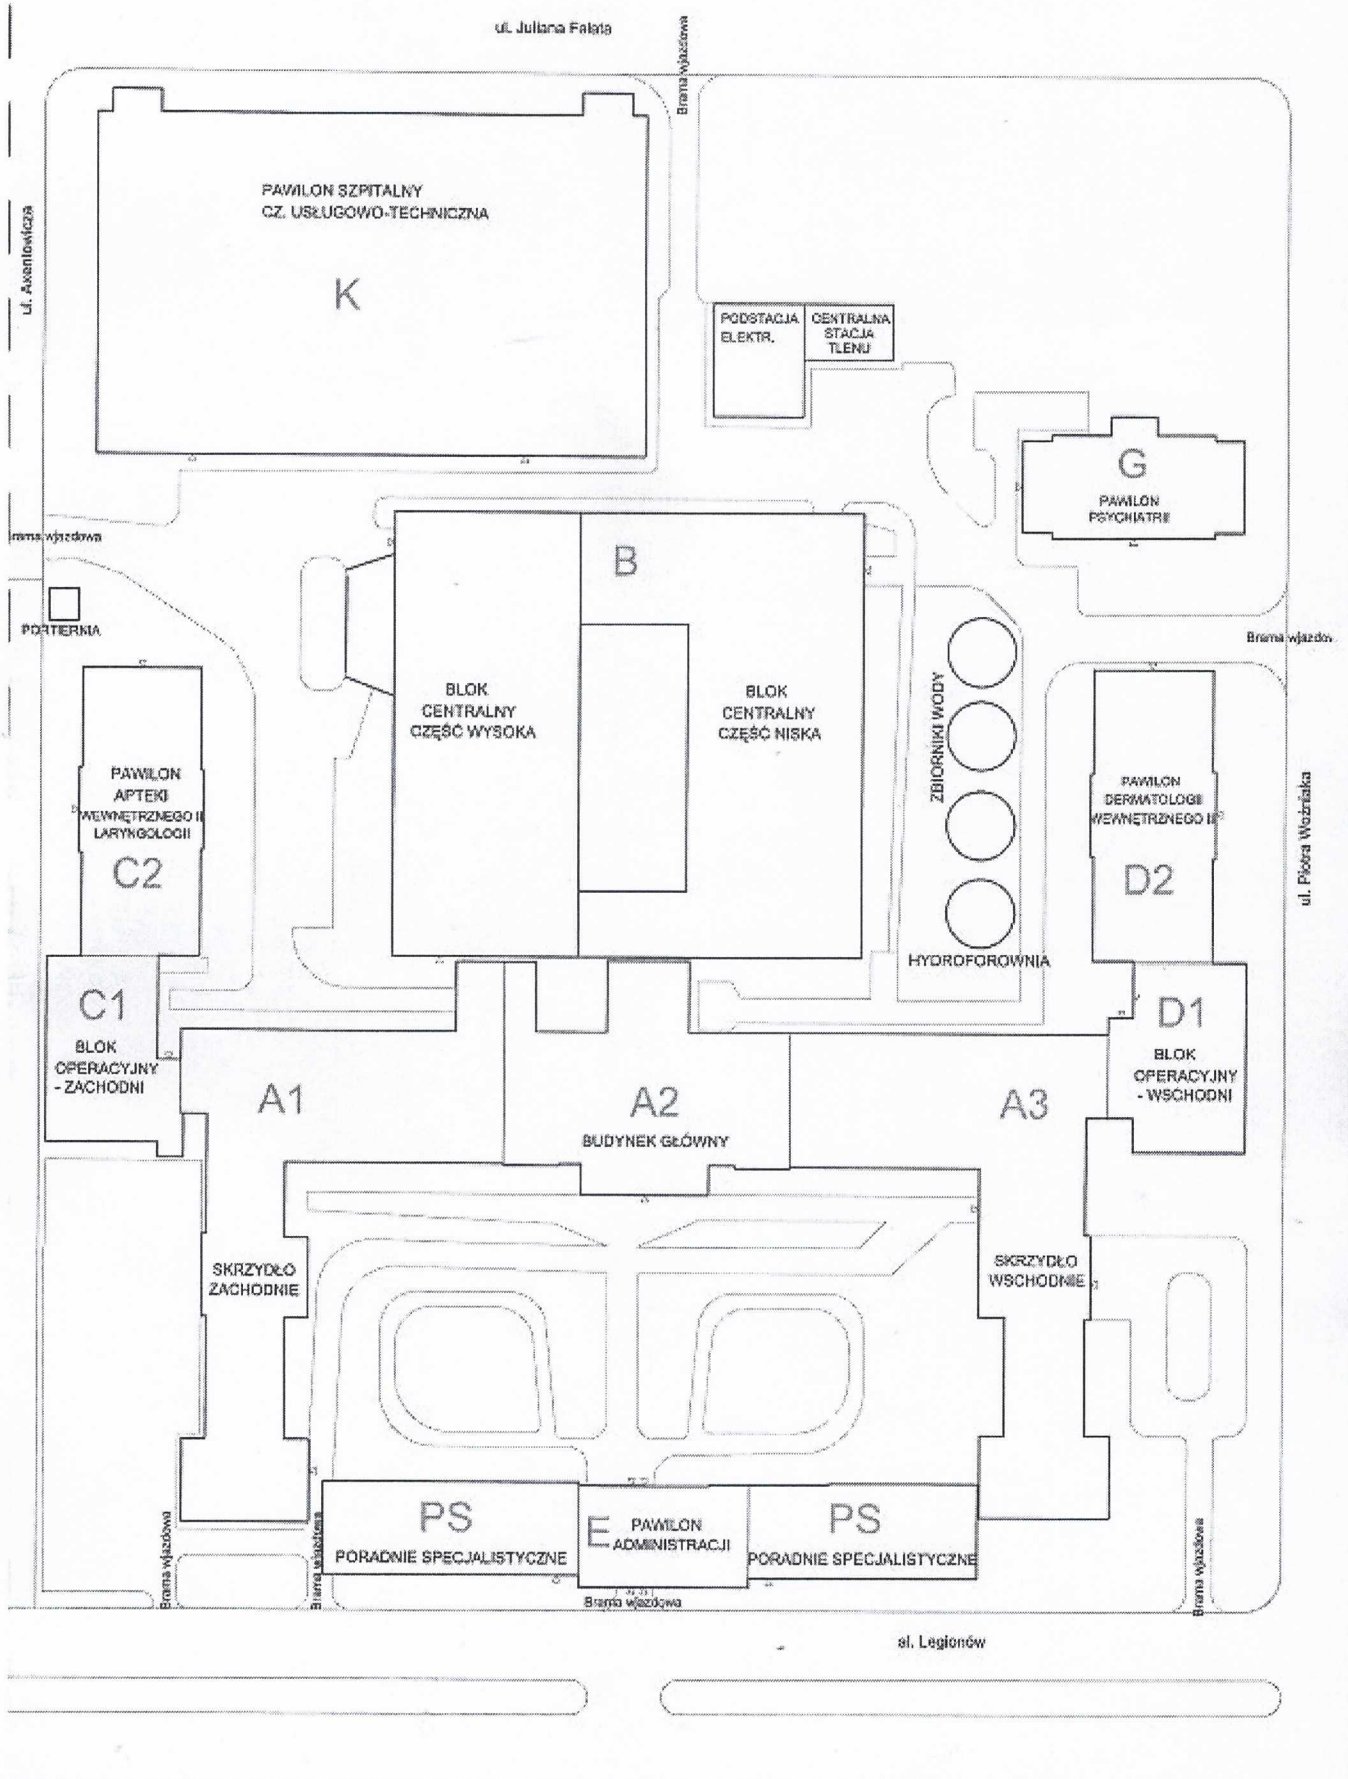 ul. Juliana Fałata
Brama wjazdowa
PAWILON SZPITALNY
CZ. USŁUGOWO-TECHNICZNA
K
ul. Axentowicza
PODSTACJA
ELEKTR.
CENTRALNA
STACJA
TLENU
G
PAWILON
PSYCHIATRII
rama wjazdowa
B
PORTIERNIA
Brama wjazdow
BLOK
CENTRALNY
CZĘŚĆ WYSOKA
BLOK
CENTRALNY
CZĘŚĆ NISKA
ZBIORNIKI WODY
PAWILON
APTEKI
WEWNĘTRZNEGO II
LARYNGOLOGII
C2
PAWILON
DERMATOLOGII
WEWNĘTRZNEGO II
D2
ul. Piotra Woźniaka
HYDROFOROWNIA
C1
BLOK
OPERACYJNY
- ZACHODNI
D1
BLOK
OPERACYJNY
- WSCHODNI
A1
A2
BUDYNEK GŁÓWNY
A3
SKRZYDŁO
ZACHODNIE
SKRZYDŁO
WSCHODNIE
PS
PORADNIE SPECJALISTYCZNE
E
PAWILON
ADMINISTRACJI
PS
PORADNIE SPECJALISTYCZNE
Brama wjazdowa
Brama wjazdowa
Brama wjazdowa
Brama wjazdowa
al. Legionów